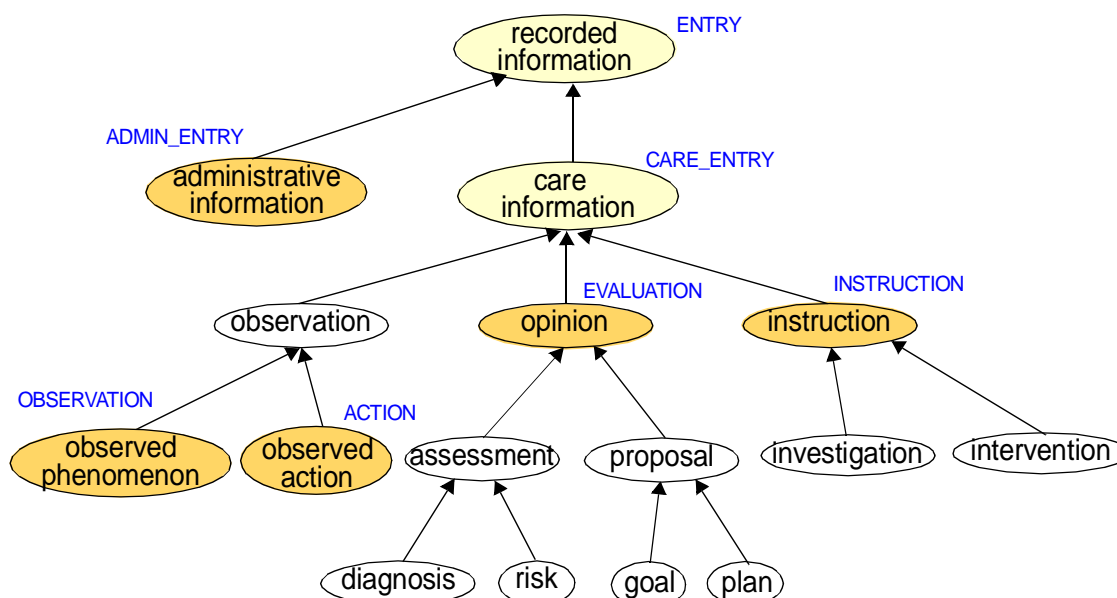 recorded
information
ENTRY
ADMIN_ENTRY
administrative
information
CARE_ENTRY
care
information
observation
EVALUATION
opinion
INSTRUCTION
instruction
OBSERVATION
observed
phenomenon
ACTION
observed
action
assessment
proposal
investigation
intervention
diagnosis
risk
goal
plan